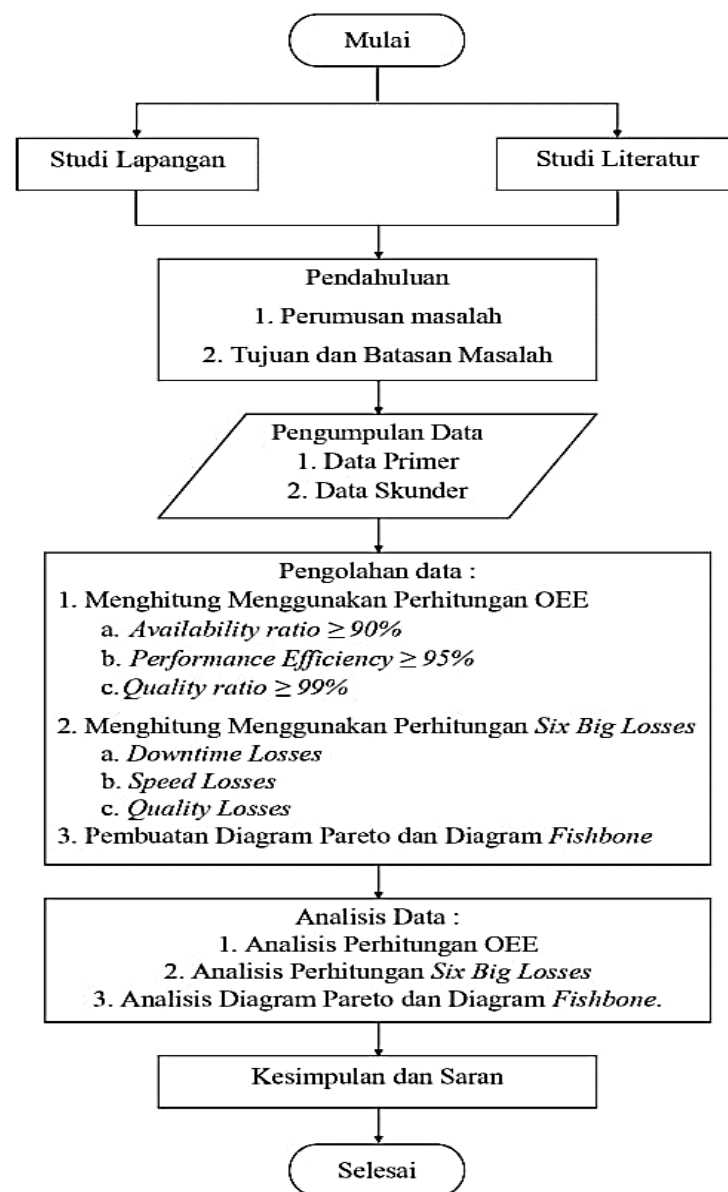 Mulai
Studi Lapangan
Studi Literatur
Pendahuluan
1. Perumusan masalah
2. Tujuan dan Batasan Masalah
Pengumpulan Data
1. Data Primer
2. Data Skunder
Pengolahan data :
1. Menghitung Menggunakan Perhitungan OEE
a. Availability ratio ≥ 90%
b. Performance Efficiency ≥ 95%
c. Quality ratio ≥ 99%
2. Menghitung Menggunakan Perhitungan Six Big Losses
a. Downtime Losses
b. Speed Losses
c. Quality Losses
3. Pembuatan Diagram Pareto dan Diagram Fishbone
Analisis Data :
1. Analisis Perhitungan OEE
2. Analisis Perhitungan Six Big Losses
3. Analisis Diagram Pareto dan Diagram Fishbone.
Kesimpulan dan Saran
Selesai